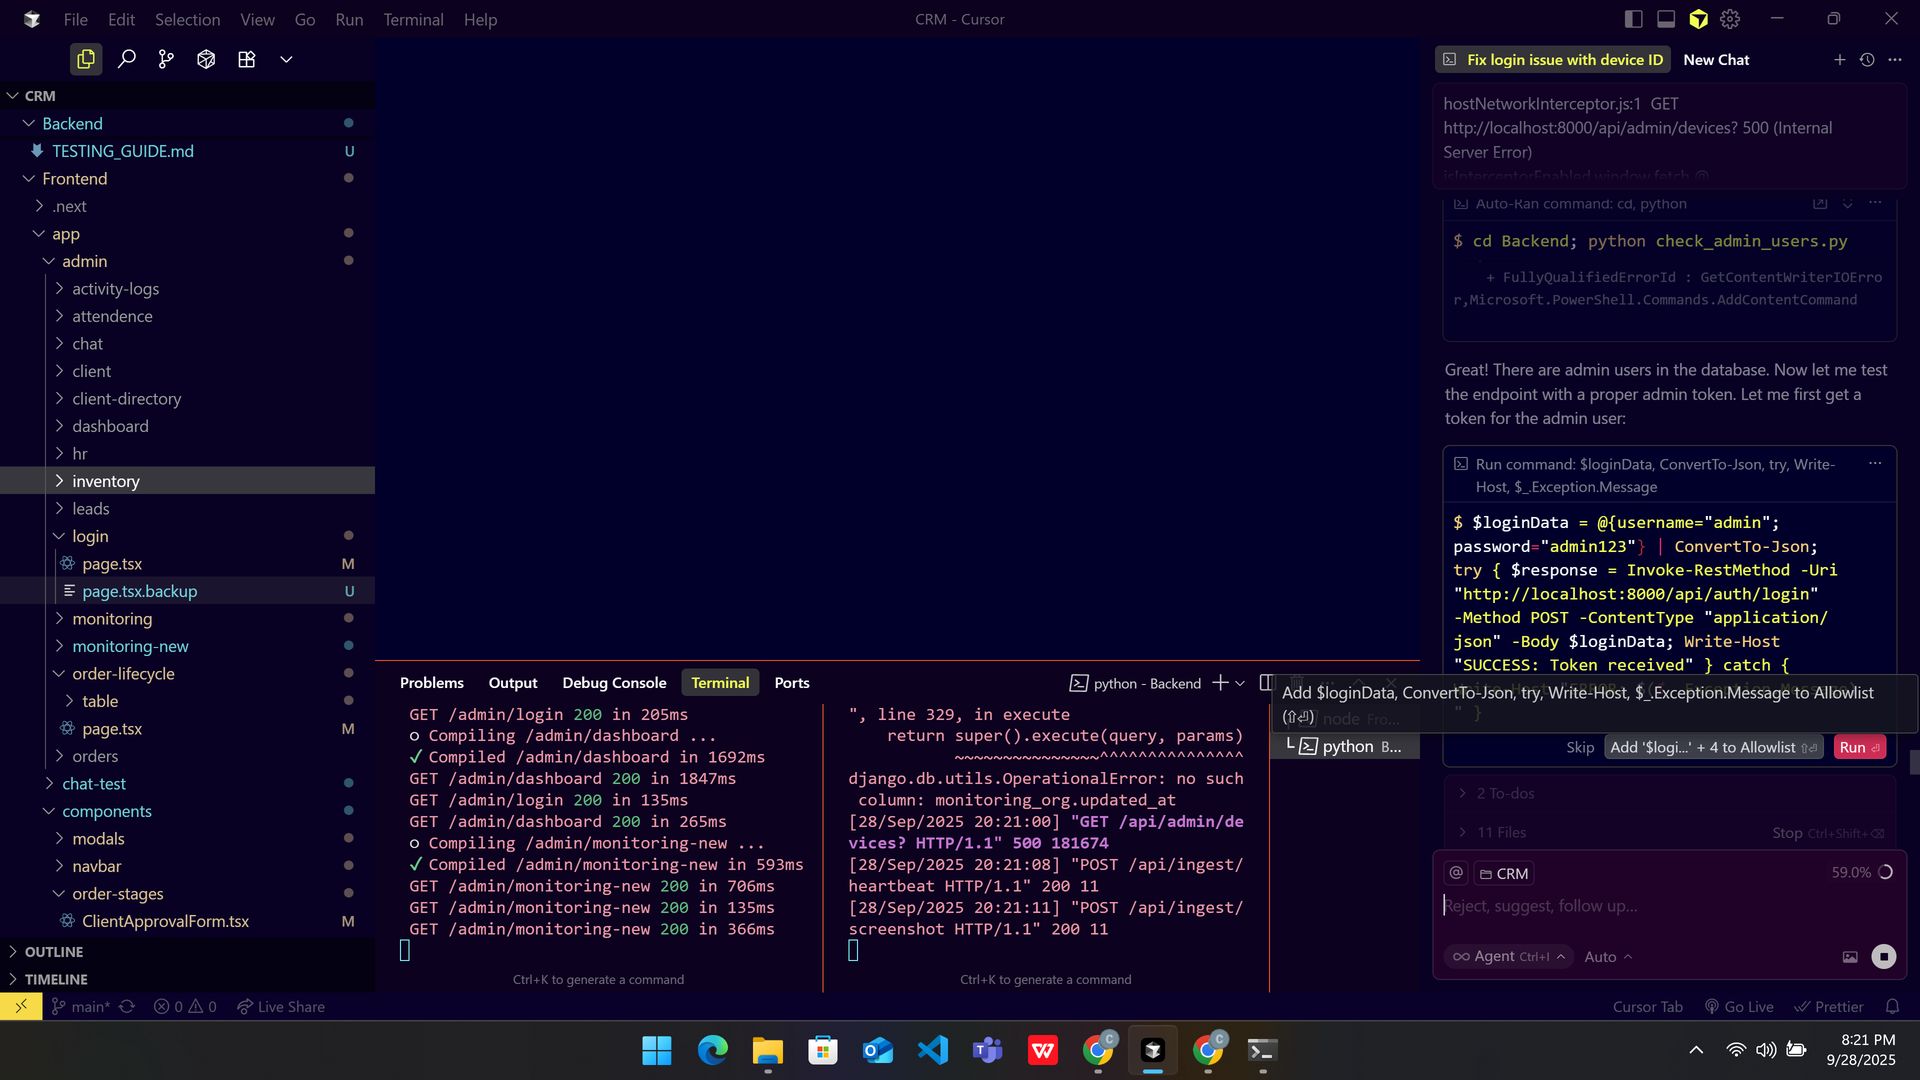 File Edit Selection View Go Run Terminal Help
CRM - Cursor
CRM
Backend
TESTING_GUIDE.md U
Frontend
.next
app
admin
activity-logs
attendence
chat
client
client-directory
dashboard
hr
inventory
leads
login
page.tsx M
page.tsx.backup U
monitoring
monitoring-new
order-lifecycle
table
page.tsx M
orders
chat-test
components
modals
navbar
order-stages
ClientApprovalForm.tsx M
OUTLINE
TIMELINE
Problems Output Debug Console Terminal Ports
python - Backend
GET /admin/login 200 in 205ms
○ Compiling /admin/dashboard ...
✓ Compiled /admin/dashboard in 1692ms
GET /admin/dashboard 200 in 1847ms
GET /admin/login 200 in 135ms
GET /admin/dashboard 200 in 265ms
○ Compiling /admin/monitoring-new ...
✓ Compiled /admin/monitoring-new in 593ms
GET /admin/monitoring-new 200 in 706ms
GET /admin/monitoring-new 200 in 135ms
GET /admin/monitoring-new 200 in 366ms
Ctrl+K to generate a command
", line 329, in execute
return super().execute(query, params)
~~~~~~~~~~~~~~~^^^^^^^^^^^^^^^
django.db.utils.OperationalError: no such
column: monitoring_org.updated_at
[28/Sep/2025 20:21:00] "GET /api/admin/de
vices? HTTP/1.1" 500 181674
[28/Sep/2025 20:21:08] "POST /api/ingest/
heartbeat HTTP/1.1" 200 11
[28/Sep/2025 20:21:11] "POST /api/ingest/
screenshot HTTP/1.1" 200 11
Ctrl+K to generate a command
node Fro...
python B...
Fix login issue with device ID New Chat
hostNetworkInterceptor.js:1 GET
http://localhost:8000/api/admin/devices? 500 (Internal
Server Error)
isInterceptorEnabled.window.fetch @
Auto-Ran command: cd, python
$ cd Backend; python check_admin_users.py
+ FullyQualifiedErrorId : GetContentWriterIOErro
r,Microsoft.PowerShell.Commands.AddContentCommand
Great! There are admin users in the database. Now let me test
the endpoint with a proper admin token. Let me first get a
token for the admin user:
Run command: $loginData, ConvertTo-Json, try, Write-
Host, $_.Exception.Message
$ $loginData = @{username="admin";
password="admin123"} | ConvertTo-Json;
try { $response = Invoke-RestMethod -Uri
"http://localhost:8000/api/auth/login"
-Method POST -ContentType "application/
json" -Body $loginData; Write-Host
"SUCCESS: Token received" } catch {
" }
Add $loginData, ConvertTo-Json, try, Write-Host, $_.Exception.Message to Allowlist
(⇧⏎)
Skip Add '$logi...' + 4 to Allowlist ⇧⏎ Run ⏎
2 To-dos
11 Files Stop Ctrl+Shift+⌫
@ CRM 59.0%
Reject, suggest, follow up...
Agent Ctrl+I Auto
main* 0 0 Live Share
Cursor Tab Go Live Prettier
8:21 PM
9/28/2025